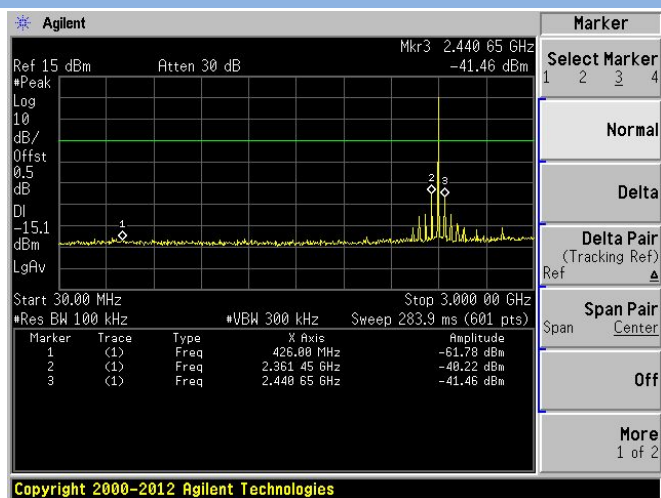 Agilent
Marker
Mkr3 2.440 65 GHz
Ref 15 dBm Atten 30 dB -41.46 dBm
#Peak
Log
10
dB/
Offst
0.5
dB
DI
-15.1
dBm
LgAv
1
2
3
Start 30.00 MHz Stop 3.000 00 GHz
#Res BW 100 kHz #VBW 300 kHz Sweep 283.9 ms (601 pts)
Marker Trace Type X Axis Amplitude
1 (1) Freq 426.00 MHz -61.78 dBm
2 (1) Freq 2.361 45 GHz -40.22 dBm
3 (1) Freq 2.440 65 GHz -41.46 dBm
Select Marker
1 2 3 4
Normal
Delta
Delta Pair
(Tracking Ref)
Ref Δ
Span Pair
Span Center
Off
More
1 of 2
Copyright 2000-2012 Agilent Technologies